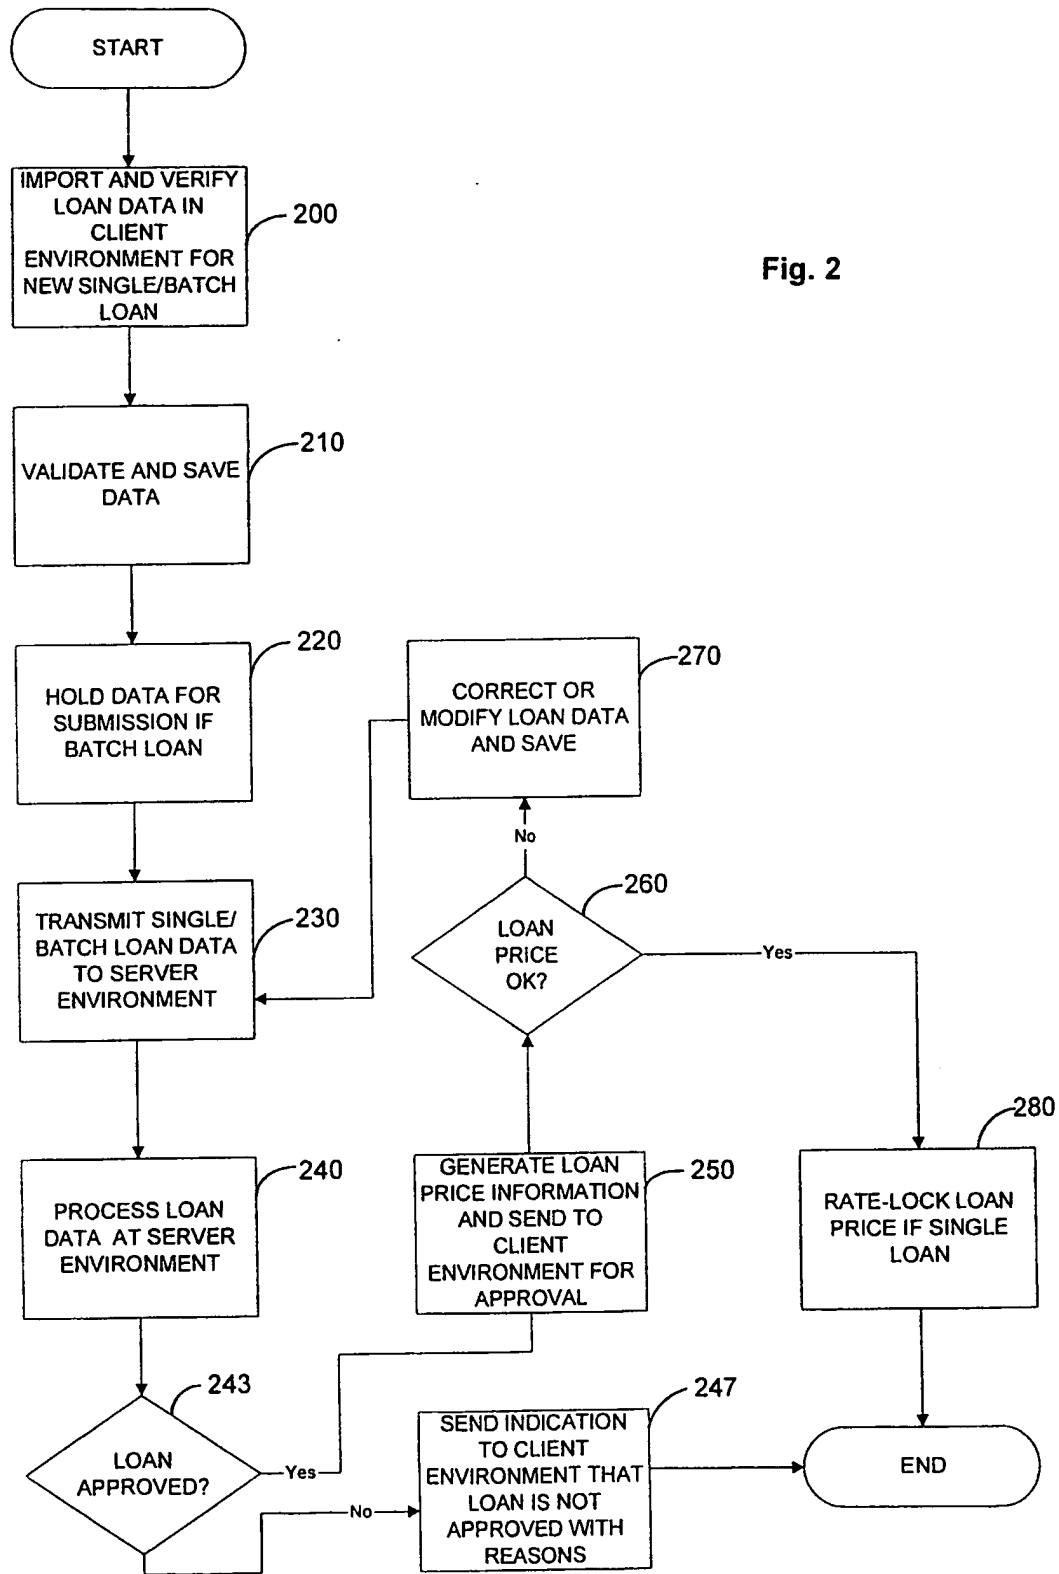 START
IMPORT AND VERIFY
LOAN DATA IN
CLIENT
ENVIRONMENT FOR
NEW SINGLE/BATCH
LOAN
200
Fig. 2
VALIDATE AND SAVE
DATA
210
HOLD DATA FOR
SUBMISSION IF
BATCH LOAN
220
CORRECT OR
MODIFY LOAN DATA
AND SAVE
270
No
TRANSMIT SINGLE/
BATCH LOAN DATA
TO SERVER
ENVIRONMENT
230
LOAN
PRICE
OK?
260
Yes
PROCESS LOAN
DATA AT SERVER
ENVIRONMENT
240
GENERATE LOAN
PRICE INFORMATION
AND SEND TO
CLIENT
ENVIRONMENT FOR
APPROVAL
250
RATE-LOCK LOAN
PRICE IF SINGLE
LOAN
280
LOAN
APPROVED?
243
Yes
No
SEND INDICATION
TO CLIENT
ENVIRONMENT THAT
LOAN IS NOT
APPROVED WITH
REASONS
247
END